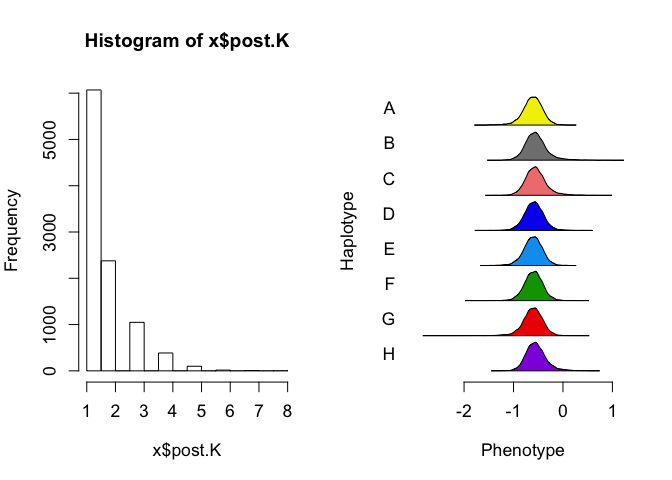 Histogram of x$post.K
Frequency
0
1000
3000
5000
1 2 3 4 5 6 7 8
x$post.K
Haplotype
A
B
C
D
E
F
G
H
-2 -1 0 1
Phenotype